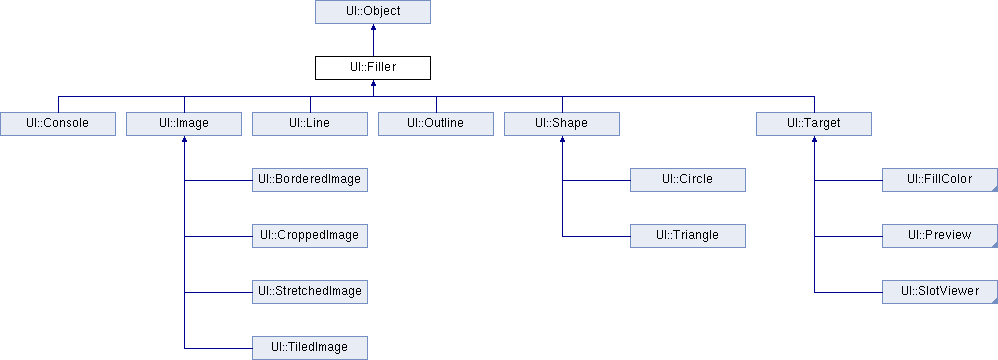 UI::Object
UI::Filler
UI::Console
UI::Image
UI::Line
UI::Outline
UI::Shape
UI::Target
UI::BorderedImage
UI::Circle
UI::FillColor
UI::CroppedImage
UI::Triangle
UI::Preview
UI::StretchedImage
UI::SlotViewer
UI::TiledImage